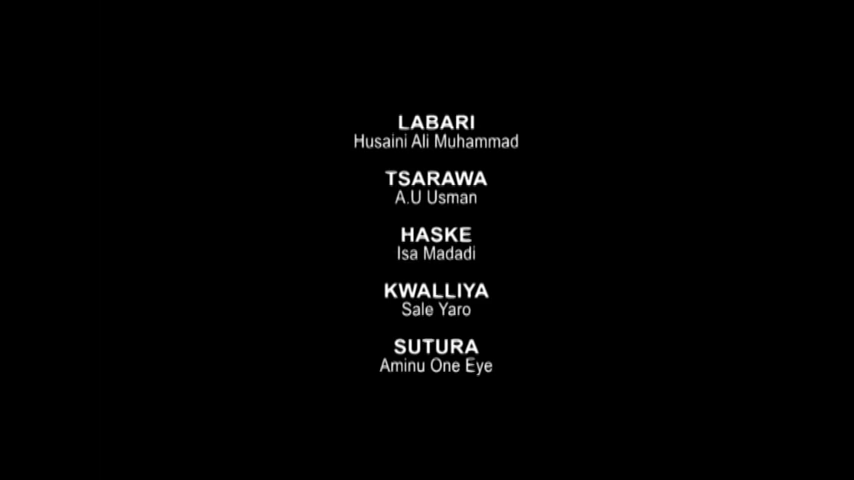 LABARI
Husaini Ali Muhammad
TSARAWA
A.U Usman
HASKE
Isa Madadi
KWALLIYA
Sale Yaro
SUTURA
Aminu One Eye